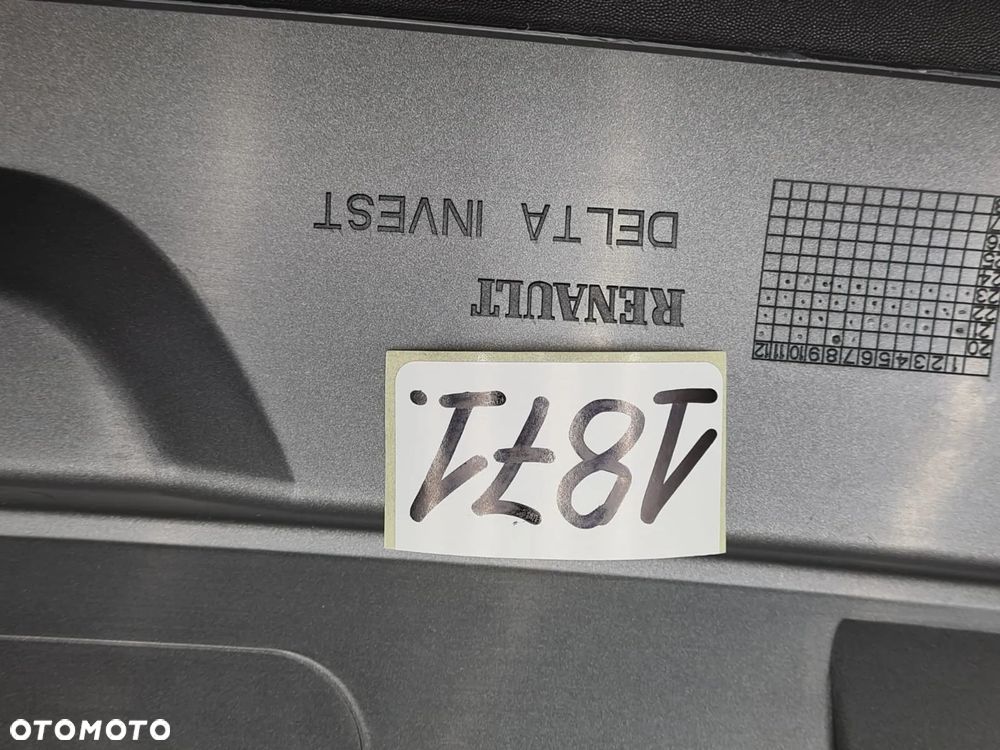 1871.
RENAULT
DELTA INVEST
1 2 3 4 5 6 7 8 9 10 11 12
OTOMOTO